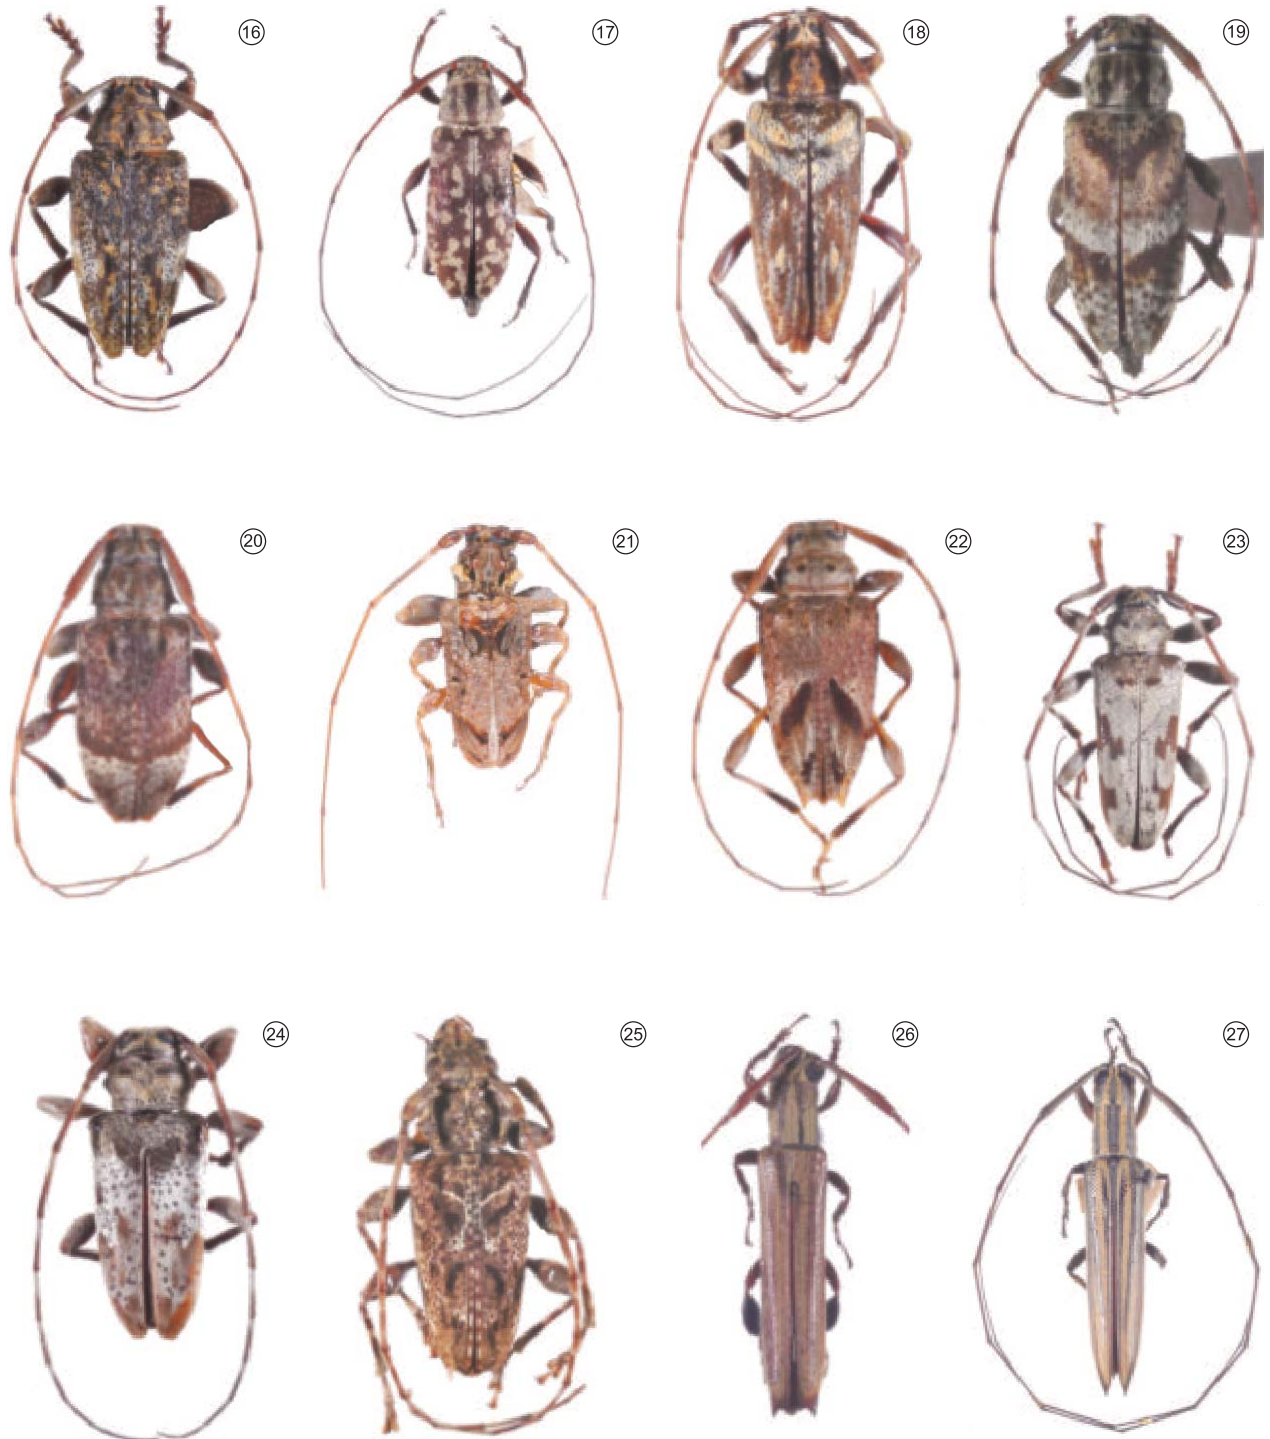 ⑯ ⑰ ⑱ ⑲
⑳ ㉑ ㉒ ㉓
㉔ ㉕ ㉖ ㉗